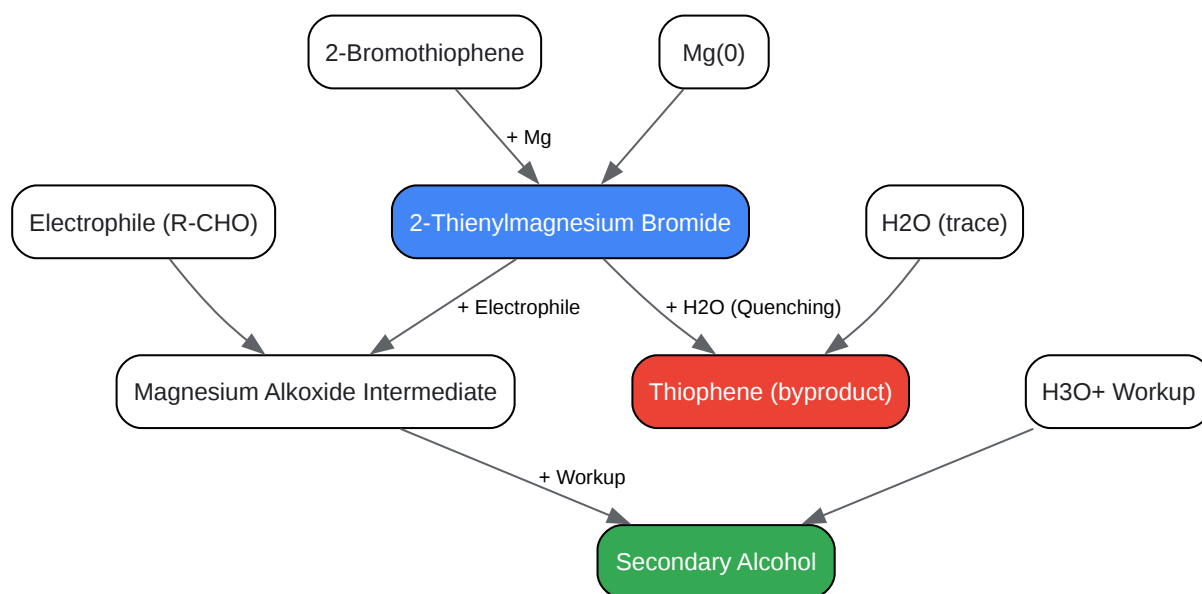 2-Bromothiophene
Mg(0)
+ Mg
Electrophile (R-CHO)
2-Thienylmagnesium Bromide
H2O (trace)
+ Electrophile
+ H2O (Quenching)
Magnesium Alkoxide Intermediate
Thiophene (byproduct)
H3O+ Workup
+ Workup
Secondary Alcohol